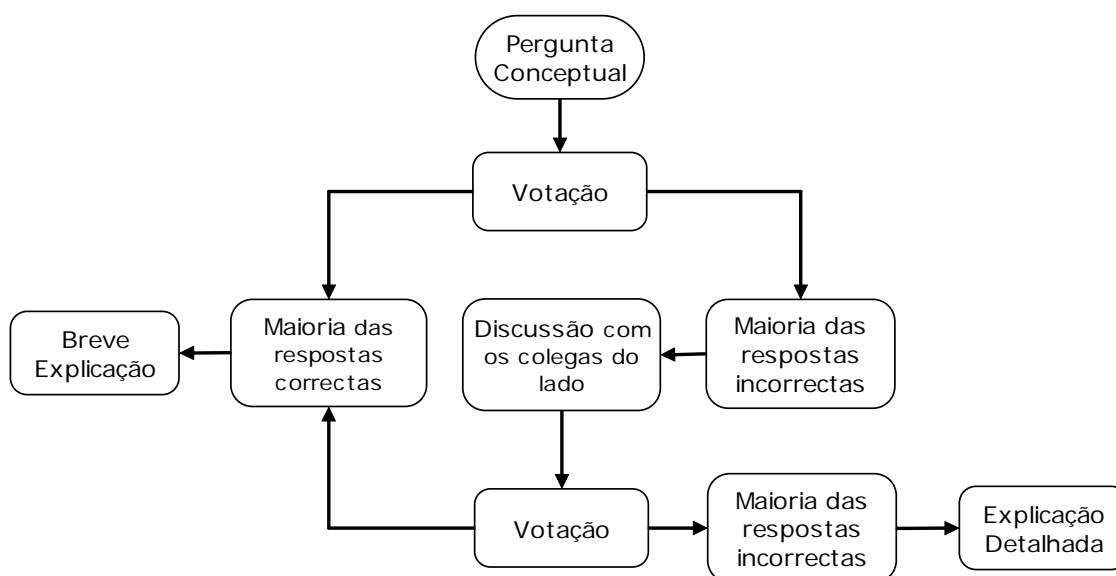 Pergunta
Conceptual
Votação
Breve
Explicação
Maioria das
respostas
correctas
Discussão com
os colegas do
lado
Maioria das
respostas
incorrectas
Votação
Maioria das
respostas
incorrectas
Explicação
Detalhada